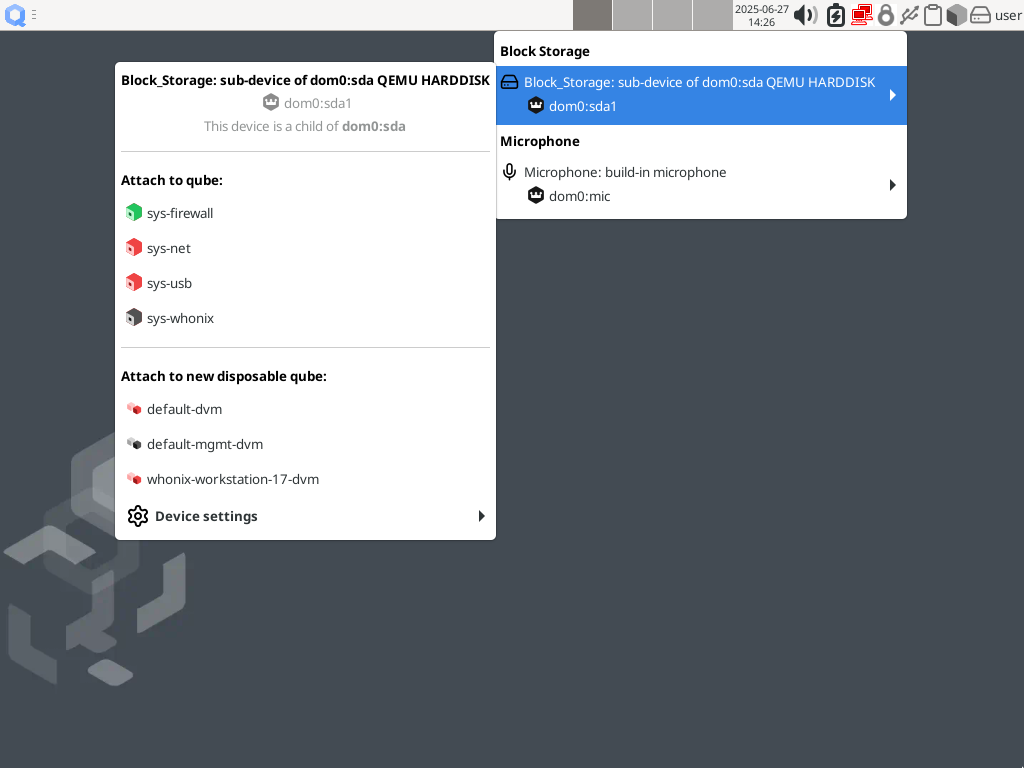 2025-06-27
14:26
user
Block Storage
Block_Storage: sub-device of dom0:sda QEMU HARDDISK
dom0:sda1
Microphone
Microphone: build-in microphone
dom0:mic
Block_Storage: sub-device of dom0:sda QEMU HARDDISK
dom0:sda1
This device is a child of dom0:sda
Attach to qube:
sys-firewall
sys-net
sys-usb
sys-whonix
Attach to new disposable qube:
default-dvm
default-mgmt-dvm
whonix-workstation-17-dvm
Device settings